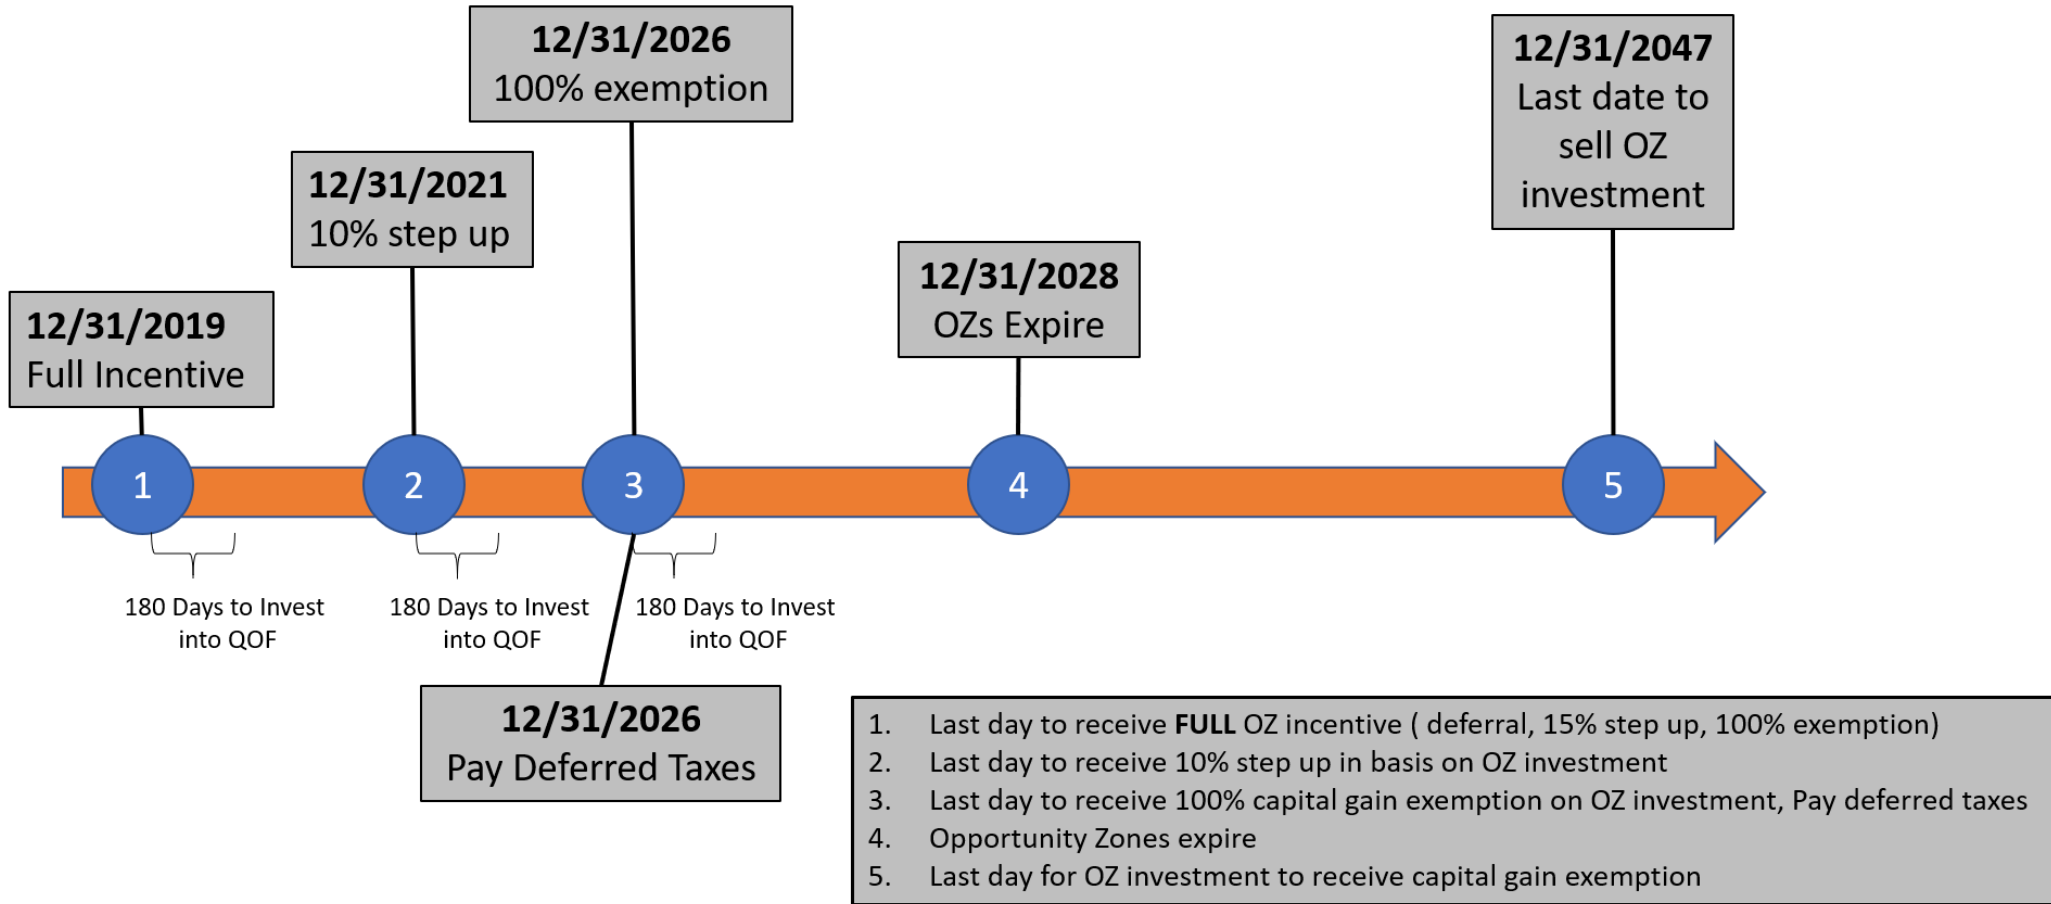 12/31/2019
Full Incentive
12/31/2021
10% step up
12/31/2026
100% exemption
12/31/2028
OZs Expire
12/31/2047
Last date to
sell OZ
investment
1
2
3
4
5
180 Days to Invest
into QOF
180 Days to Invest
into QOF
180 Days to Invest
into QOF
12/31/2026
Pay Deferred Taxes
1. Last day to receive FULL OZ incentive ( deferral, 15% step up, 100% exemption)
2. Last day to receive 10% step up in basis on OZ investment
3. Last day to receive 100% capital gain exemption on OZ investment, Pay deferred taxes
4. Opportunity Zones expire
5. Last day for OZ investment to receive capital gain exemption